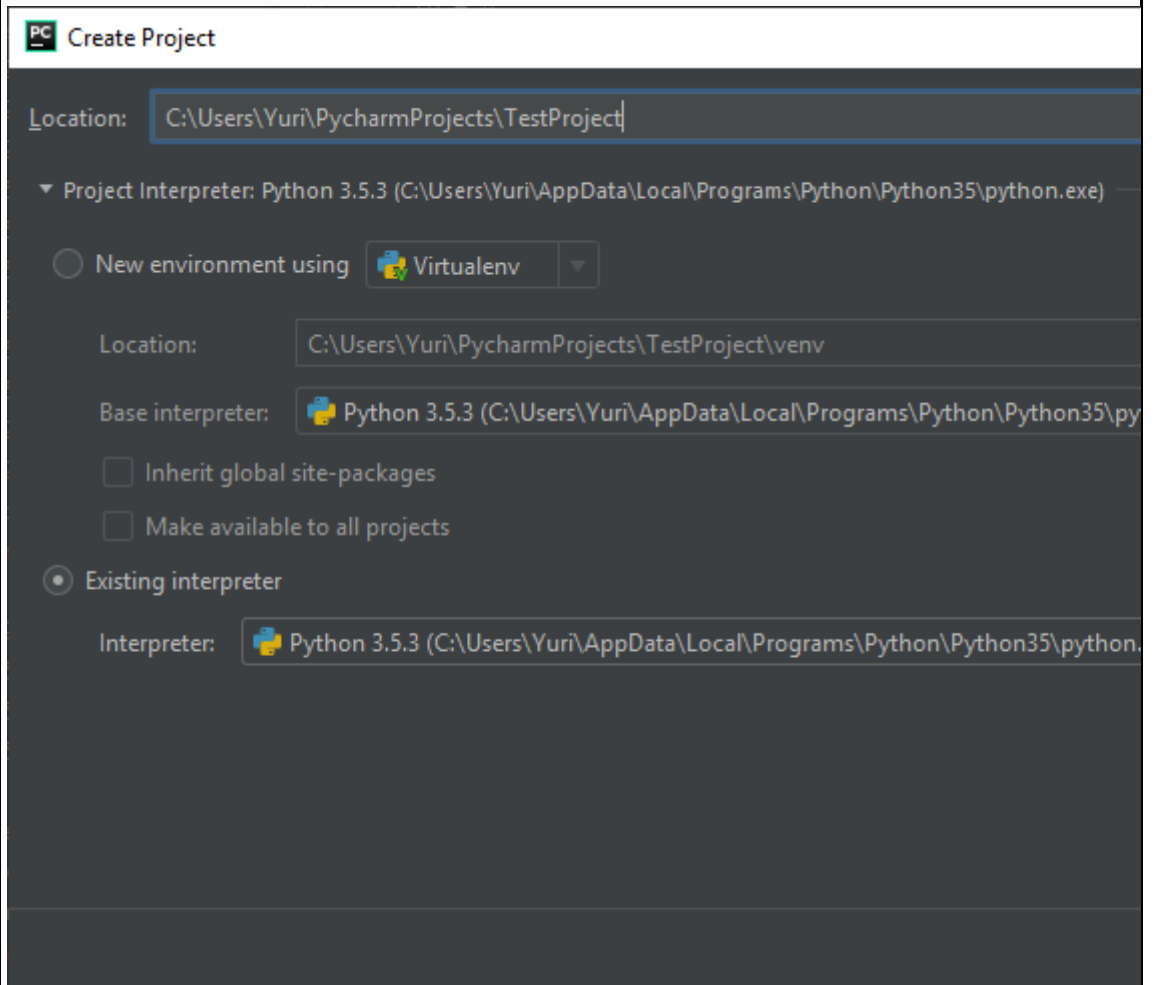 PC Create Project
Location: C:\Users\Yuri\PycharmProjects\TestProject
Project Interpreter: Python 3.5.3 (C:\Users\Yuri\AppData\Local\Programs\Python\Python35\python.exe)
New environment using Virtualenv
Location: C:\Users\Yuri\PycharmProjects\TestProject\venv
Base interpreter: Python 3.5.3 (C:\Users\Yuri\AppData\Local\Programs\Python\Python35\py
Inherit global site-packages
Make available to all projects
Existing interpreter
Interpreter: Python 3.5.3 (C:\Users\Yuri\AppData\Local\Programs\Python\Python35\python.